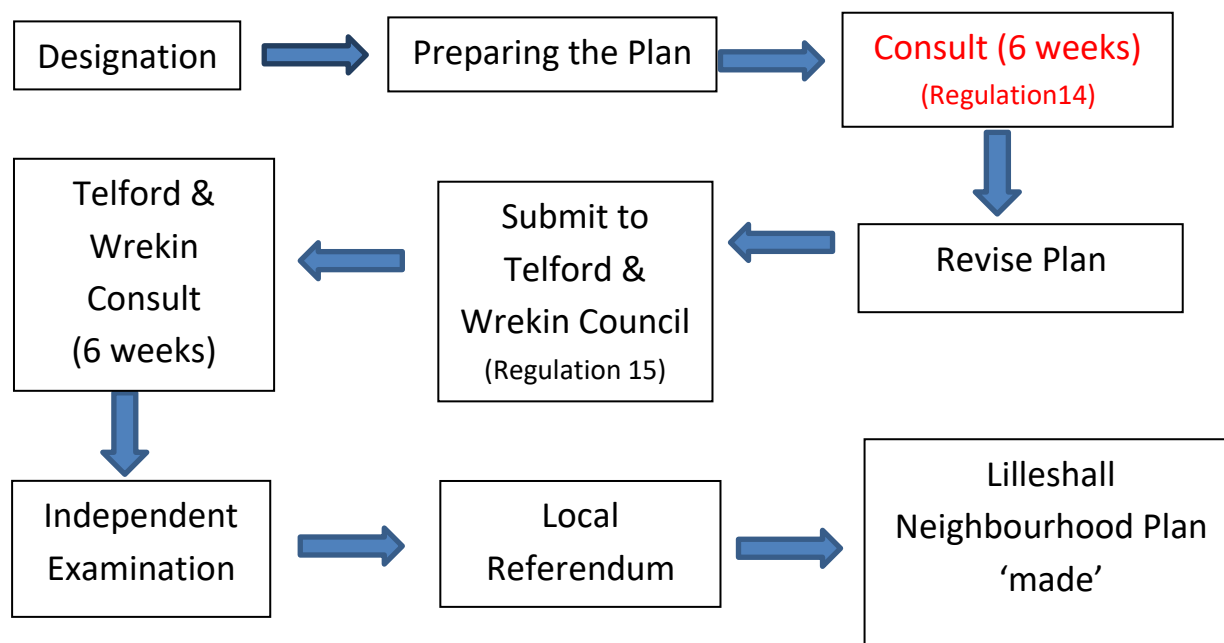 Designation
Preparing the Plan
Consult (6 weeks)
(Regulation14)
Revise Plan
Submit to
Telford &
Wrekin Council
(Regulation 15)
Telford &
Wrekin
Consult
(6 weeks)
Independent
Examination
Local
Referendum
Lilleshall
Neighbourhood Plan
‘made’